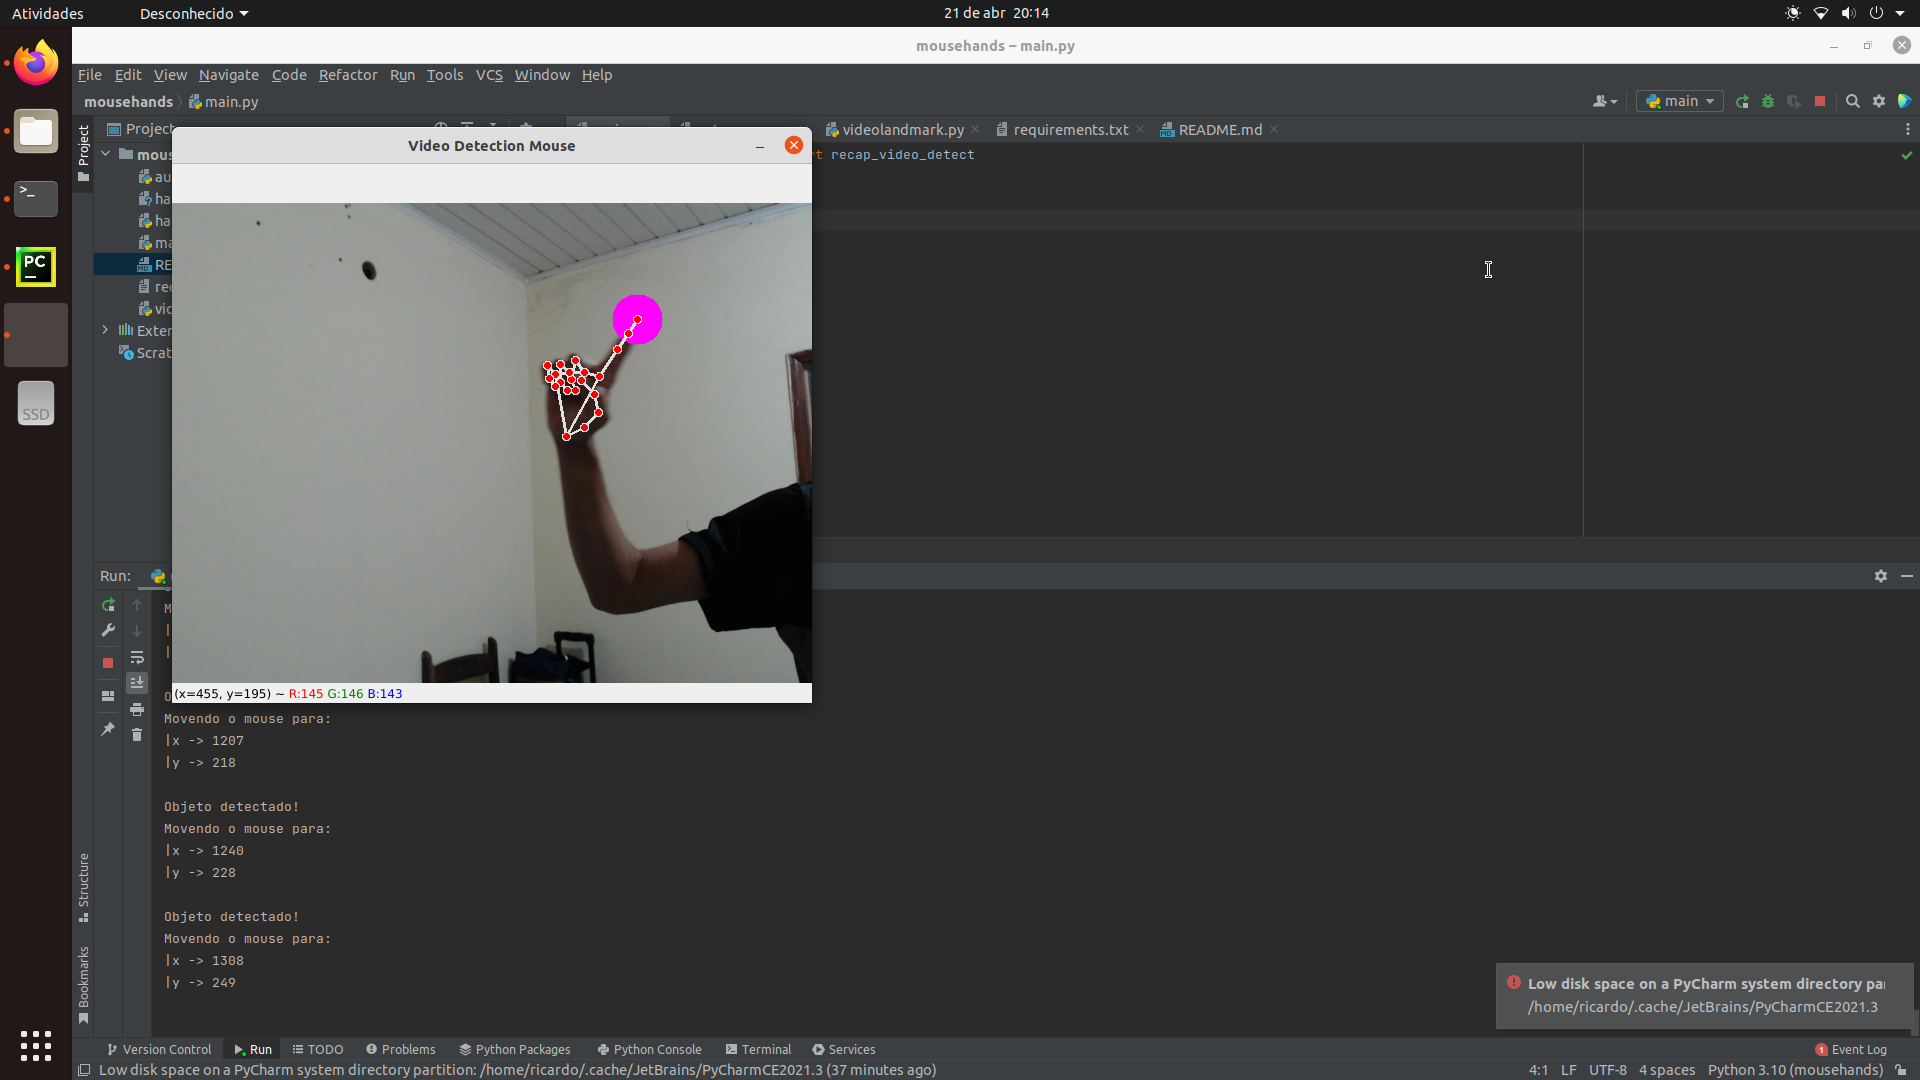 Atividades
Desconhecido
21 de abr 20:14
mousehands – main.py
File Edit View Navigate Code Refactor Run Tools VCS Window Help
mousehands
main.py
main
Project
videolandmark.py
requirements.txt
README.md
Project
Video Detection Mouse
recap_video_detect
mou
au
ha
ha
ma
RE
re
vi
Exter
Scrat
SSD
(x=455, y=195) ~ R:145 G:146 B:143
Run:
Movendo o mouse para:
|x -> 1207
|y -> 218
Objeto detectado!
Movendo o mouse para:
|x -> 1240
|y -> 228
Objeto detectado!
Movendo o mouse para:
|x -> 1308
|y -> 249
Structure
Bookmarks
Low disk space on a PyCharm system directory pa
/home/ricardo/.cache/JetBrains/PyCharmCE2021.3
Version Control Run TODO Problems Python Packages Python Console Terminal Services
1 Event Log
Low disk space on a PyCharm system directory partition: /home/ricardo/.cache/JetBrains/PyCharmCE2021.3 (37 minutes ago)
4:1 LF UTF-8 4 spaces Python 3.10 (mousehands)